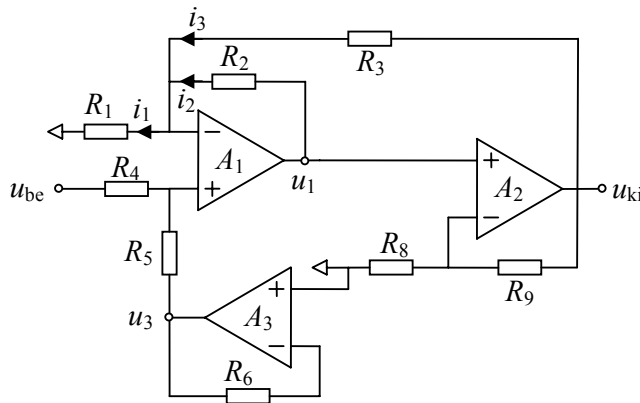 i3
R3
R2
i2
R1 i1
− A1 +
u1
R4
ube
+ A2 −
uki
R5
R8
R9
u3
+ A3 −
R6